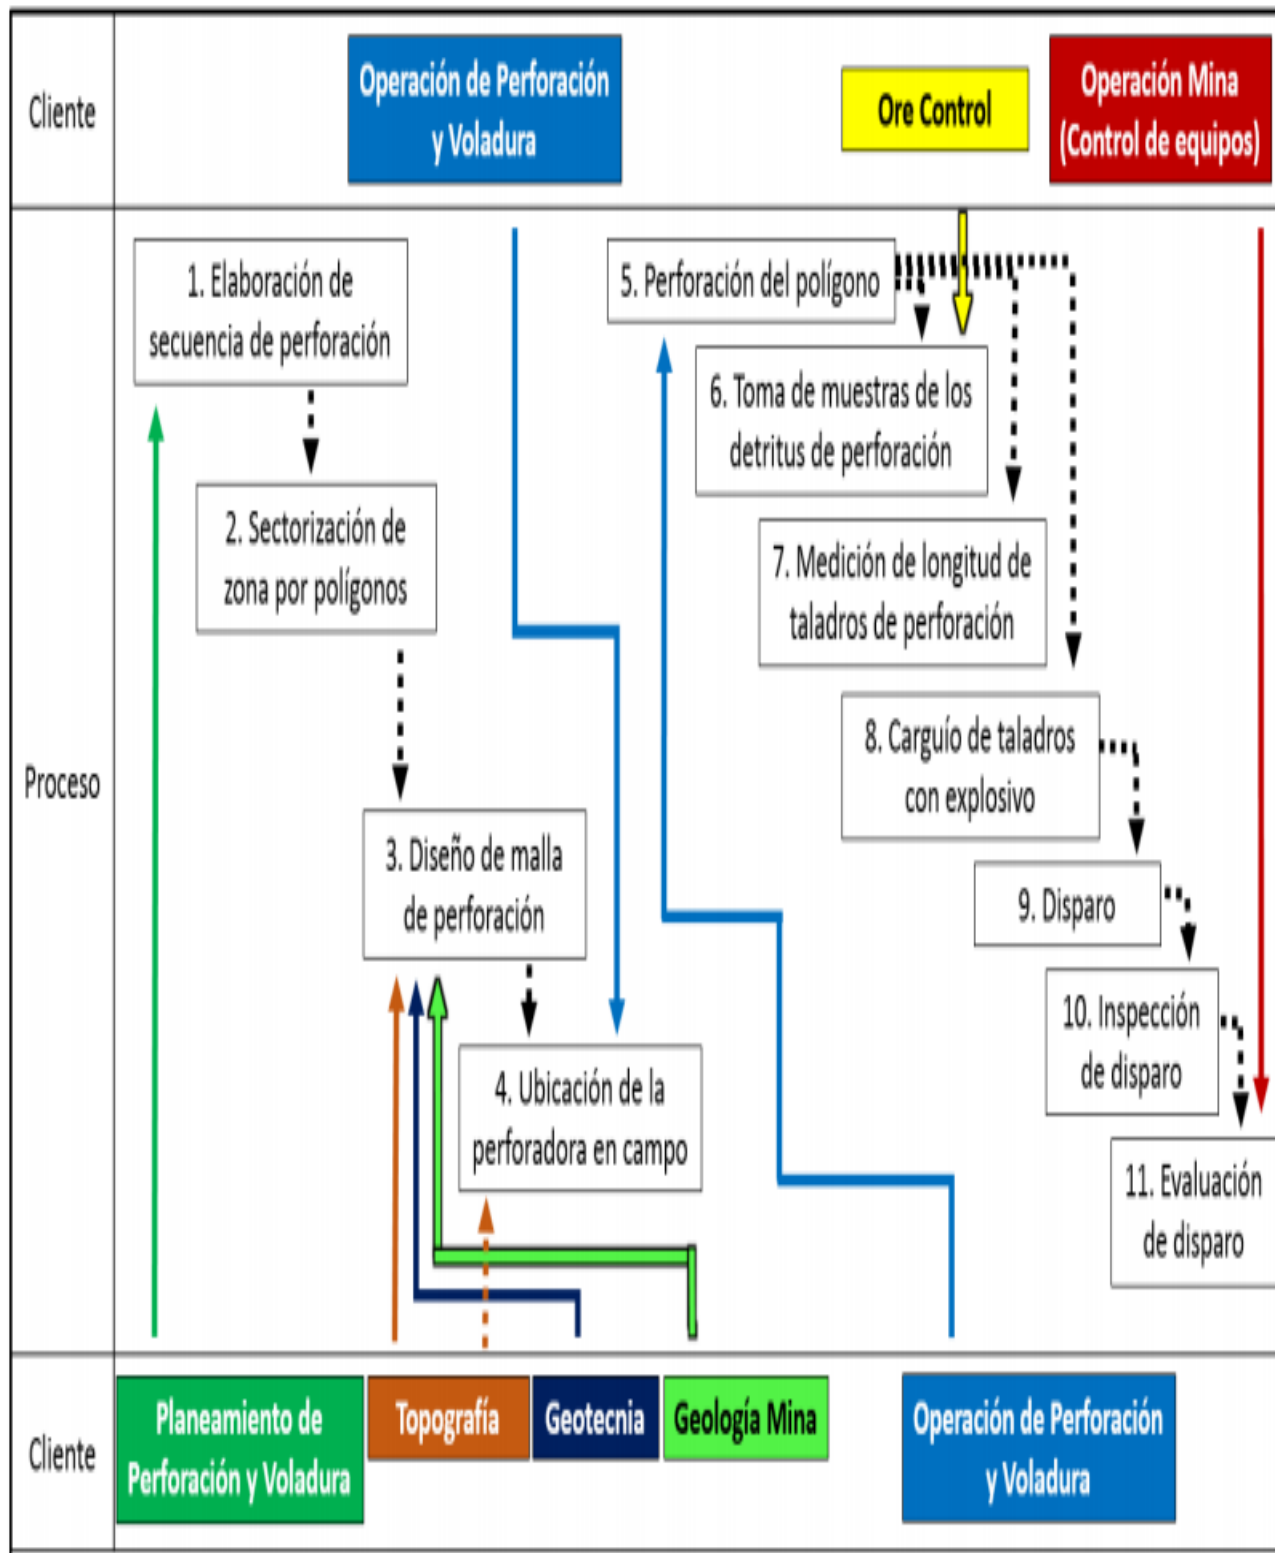 Cliente
Operación de Perforación
y Voladura
Ore Control
Operación Mina
(Control de equipos)
Proceso
1. Elaboración de
secuencia de perforación
2. Sectorización de
zona por polígonos
3. Diseño de malla
de perforación
4. Ubicación de la
perforadora en campo
5. Perforación del polígono
6. Toma de muestras de los
detritus de perforación
7. Medición de longitud de
taladros de perforación
8. Carguío de taladros
con explosivo
9. Disparo
10. Inspección
de disparo
11. Evaluación
de disparo
Cliente
Planeamiento de
Perforación y Voladura
Topografía
Geotecnia
Geología Mina
Operación de Perforación
y Voladura